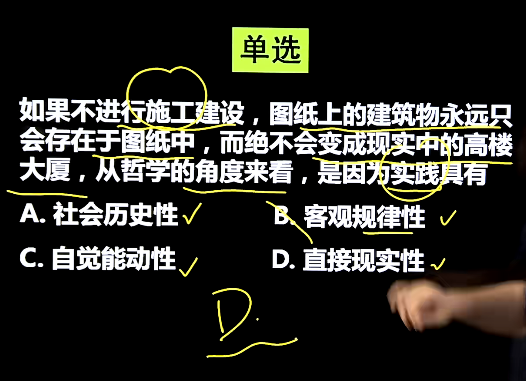 单选
如果不进行施工建设，图纸上的建筑物永远只
会存在于图纸中，而绝不会变成现实中的高楼
大厦，从哲学的角度来看，是因为实践具有
A. 社会历史性✓ B. 客观规律性 ✓
C. 自觉能动性✓ D. 直接现实性✓
D.